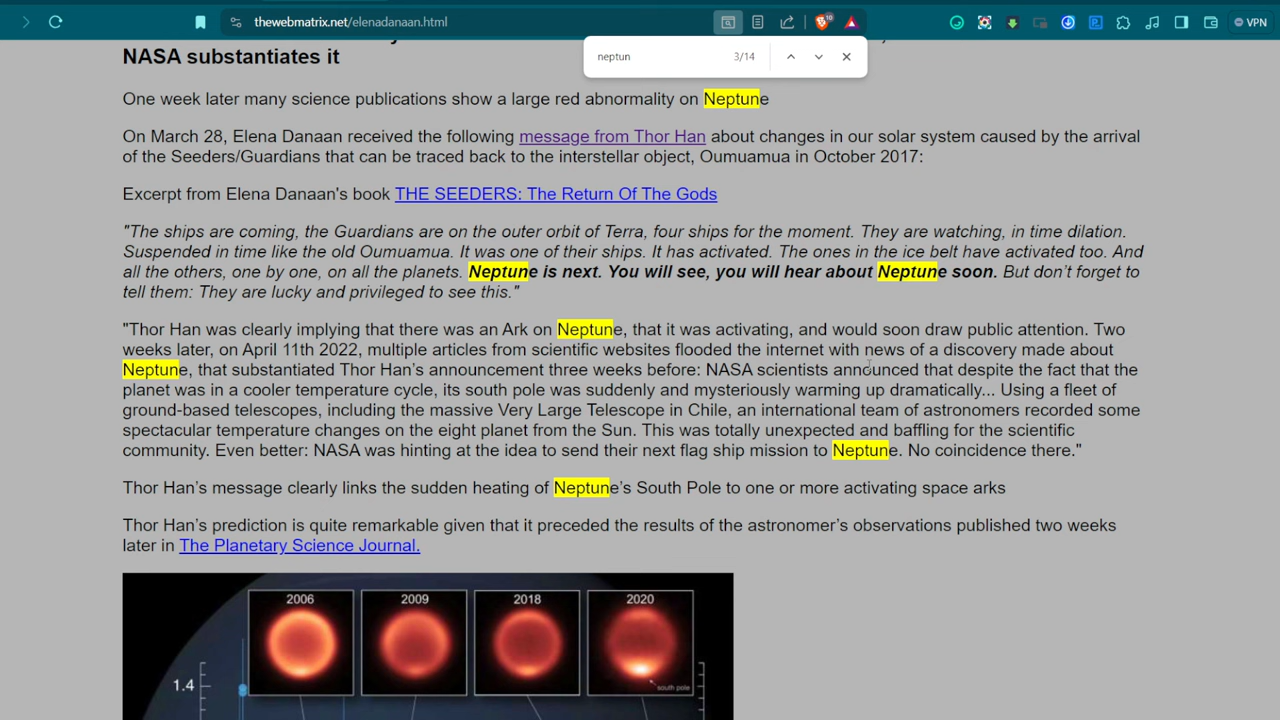 thewebmatrix.net/elenadanaan.html
10
VPN
neptun
3/14
NASA substantiates it
One week later many science publications show a large red abnormality on Neptune
On March 28, Elena Danaan received the following message from Thor Han about changes in our solar system caused by the arrival
of the Seeders/Guardians that can be traced back to the interstellar object, Oumuamua in October 2017:
Excerpt from Elena Danaan's book THE SEEDERS: The Return Of The Gods
"The ships are coming, the Guardians are on the outer orbit of Terra, four ships for the moment. They are watching, in time dilation.
Suspended in time like the old Oumuamua. It was one of their ships. It has activated. The ones in the ice belt have activated too. And
all the others, one by one, on all the planets. Neptune is next. You will see, you will hear about Neptune soon. But don't forget to
tell them: They are lucky and privileged to see this."
"Thor Han was clearly implying that there was an Ark on Neptune, that it was activating, and would soon draw public attention. Two
weeks later, on April 11th 2022, multiple articles from scientific websites flooded the internet with news of a discovery made about
Neptune, that substantiated Thor Han's announcement three weeks before: NASA scientists announced that despite the fact that the
planet was in a cooler temperature cycle, its south pole was suddenly and mysteriously warming up dramatically... Using a fleet of
ground-based telescopes, including the massive Very Large Telescope in Chile, an international team of astronomers recorded some
spectacular temperature changes on the eight planet from the Sun. This was totally unexpected and baffling for the scientific
community. Even better: NASA was hinting at the idea to send their next flag ship mission to Neptune. No coincidence there."
Thor Han's message clearly links the sudden heating of Neptune's South Pole to one or more activating space arks
Thor Han's prediction is quite remarkable given that it preceded the results of the astronomer's observations published two weeks
later in The Planetary Science Journal.
2006 2009 2018 2020
south pole
1.4